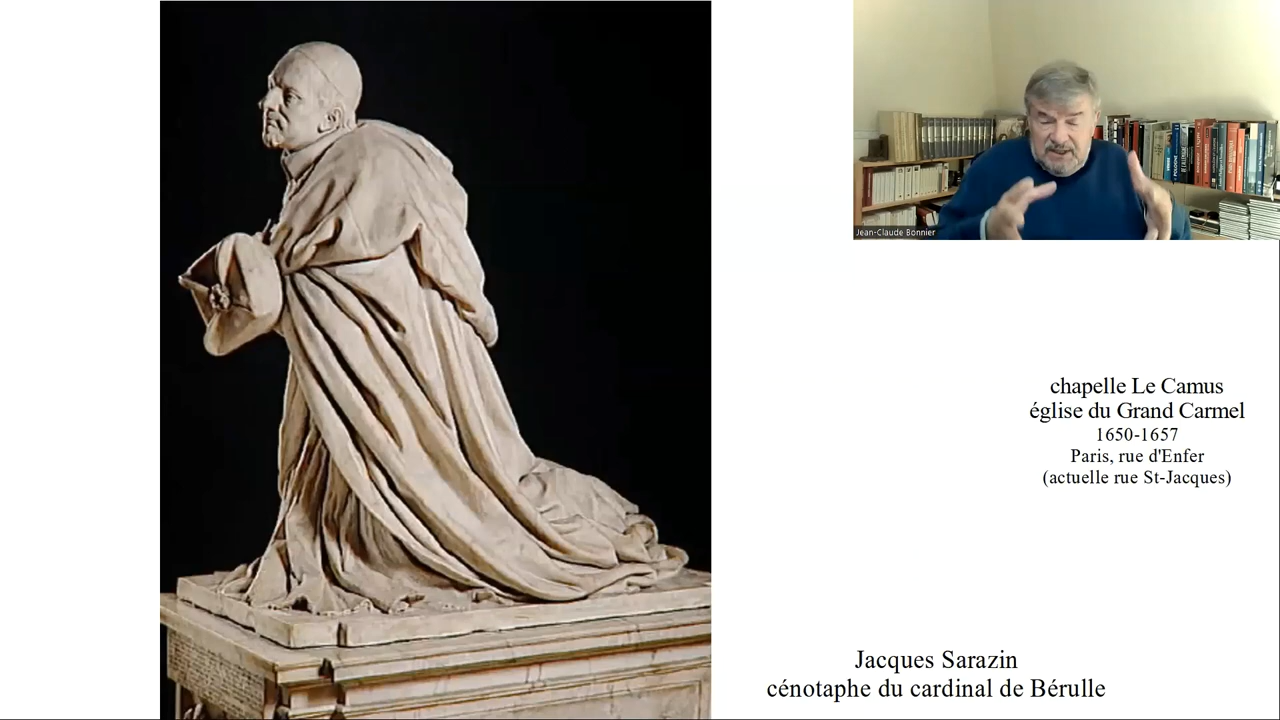 Jean-Claude Bonnier
chapelle Le Camus
église du Grand Carmel
1650-1657
Paris, rue d'Enfer
(actuelle rue St-Jacques)
Jacques Sarazin
cénotaphe du cardinal de Bérulle